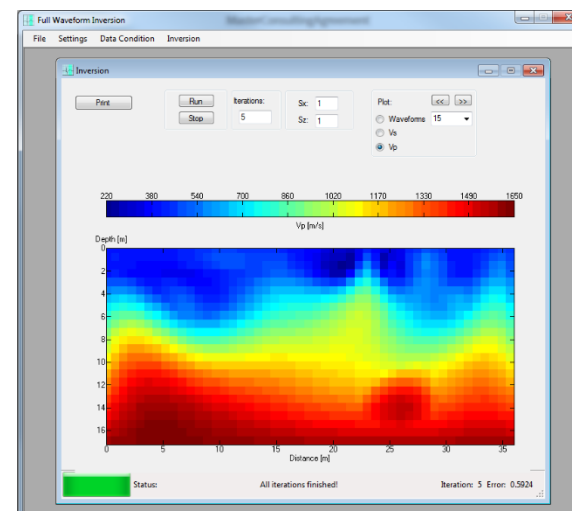 Full Waveform Inversion
MasterConsultingAgreement
File Settings Data Condition Inversion
Inversion
Print
Run
Stop
Iterations:
5
Sx: 1
Sz: 1
Plot: << >>
Waveforms 15
Vs
Vp
220 380 540 700 860 1020 1170 1330 1490 1650
Vp [m/s]
Depth [m]
0
2
4
6
8
10
12
14
16
0 5 10 15 20 25 30 35
Distance [m]
Status: All iterations finished! Iteration: 5 Error: 0.5924